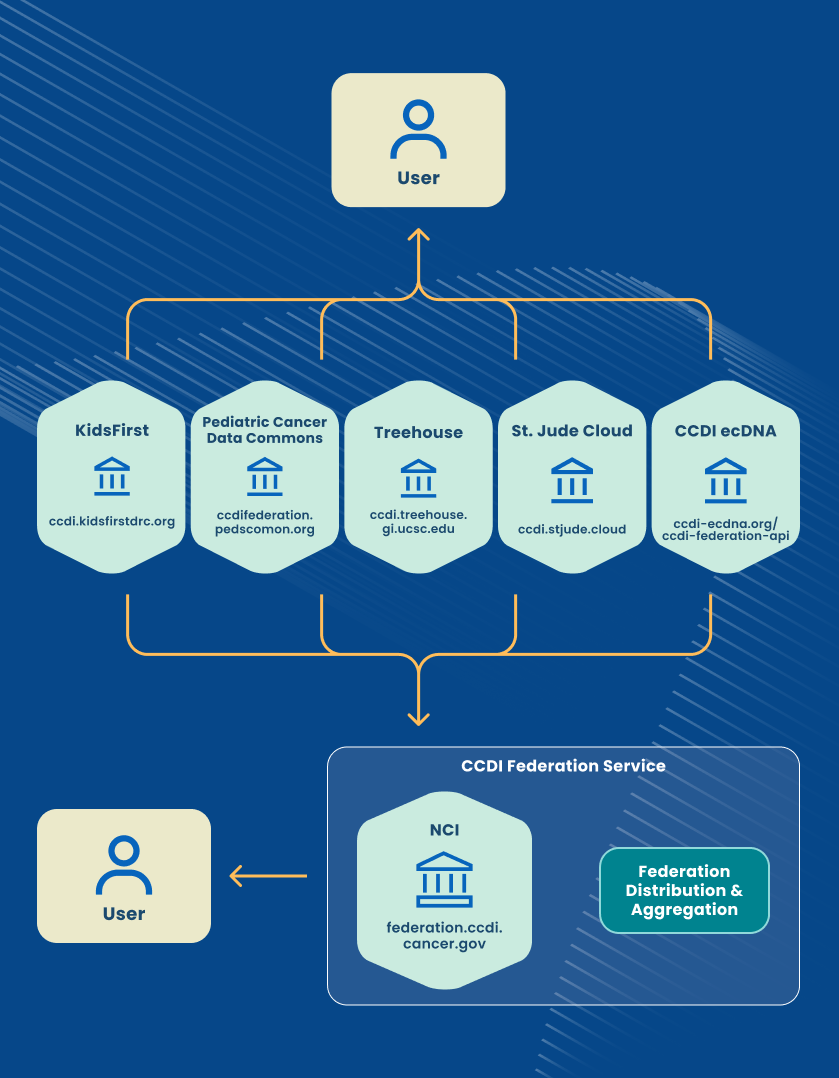 User
KidsFirst
ccdi.kidsfirstdrc.org
Pediatric Cancer
Data Commons
ccdifederation.
pedscomon.org
Treehouse
ccdi.treehouse.
gi.ucsc.edu
St. Jude Cloud
ccdi.stjude.cloud
CCDI ecDNA
ccdi-ecdna.org/
ccdi-federation-api
CCDI Federation Service
User
NCI
federation.ccdi.
cancer.gov
Federation
Distribution &
Aggregation